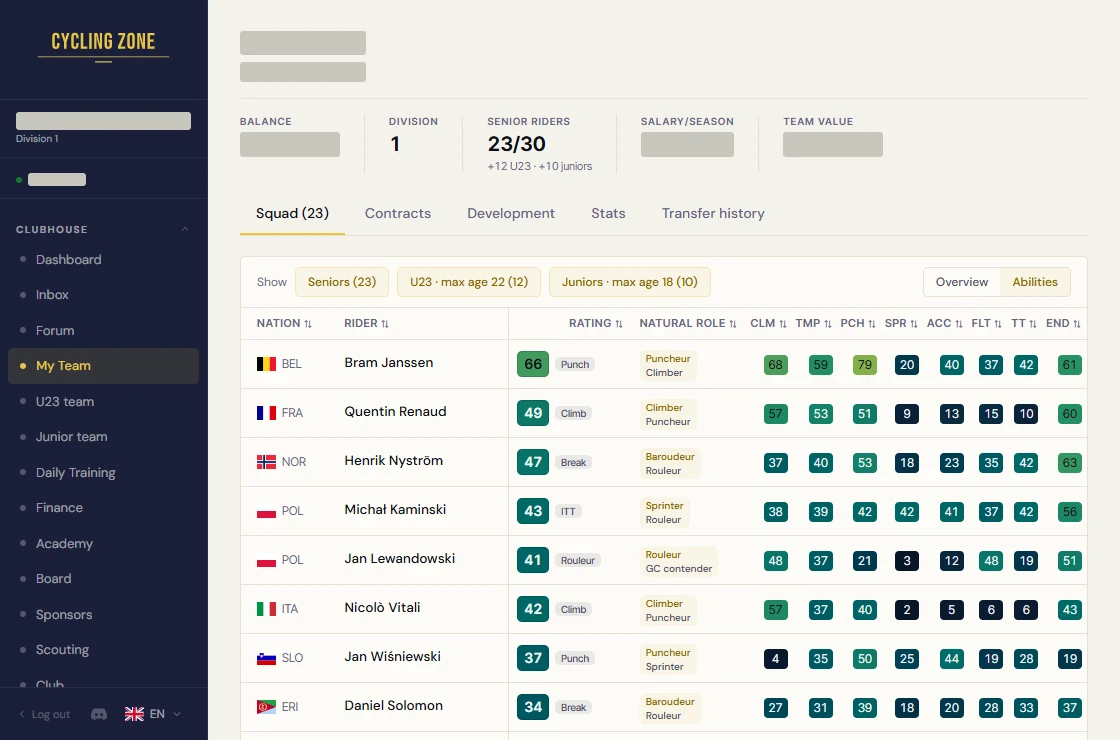 CYCLING ZONE
Division 1
CLUBHOUSE
Dashboard
Inbox
Forum
My Team
U23 team
Junior team
Daily Training
Finance
Academy
Board
Sponsors
Scouting
Club
Log out
EN
BALANCE
DIVISION
1
SENIOR RIDERS
23/30
+12 U23 · +10 juniors
SALARY/SEASON
TEAM VALUE
Squad (23) Contracts Development Stats Transfer history
Show Seniors (23) U23 · max age 22 (12) Juniors · max age 18 (10) Overview Abilities
NATION ⇅ RIDER ⇅ RATING ⇅ NATURAL ROLE ⇅ CLM ⇅ TMP ⇅ PCH ⇅ SPR ⇅ ACC ⇅ FLT ⇅ TT ⇅ END ⇅
BEL Bram Janssen 66 Punch Puncheur Climber 68 59 79 20 40 37 42 61
FRA Quentin Renaud 49 Climb Climber Puncheur 57 53 51 9 13 15 10 60
NOR Henrik Nyström 47 Break Baroudeur Rouleur 37 40 53 18 23 35 42 63
POL Michał Kaminski 43 ITT Sprinter Rouleur 38 39 42 42 41 37 42 56
POL Jan Lewandowski 41 Rouleur Rouleur GC contender 48 37 21 3 12 48 19 51
ITA Nicolò Vitali 42 Climb Climber Puncheur 57 37 40 2 5 6 6 43
SLO Jan Wiśniewski 37 Punch Puncheur Sprinter 4 35 50 25 44 19 28 19
ERI Daniel Solomon 34 Break Baroudeur Rouleur 27 31 39 18 20 28 33 37